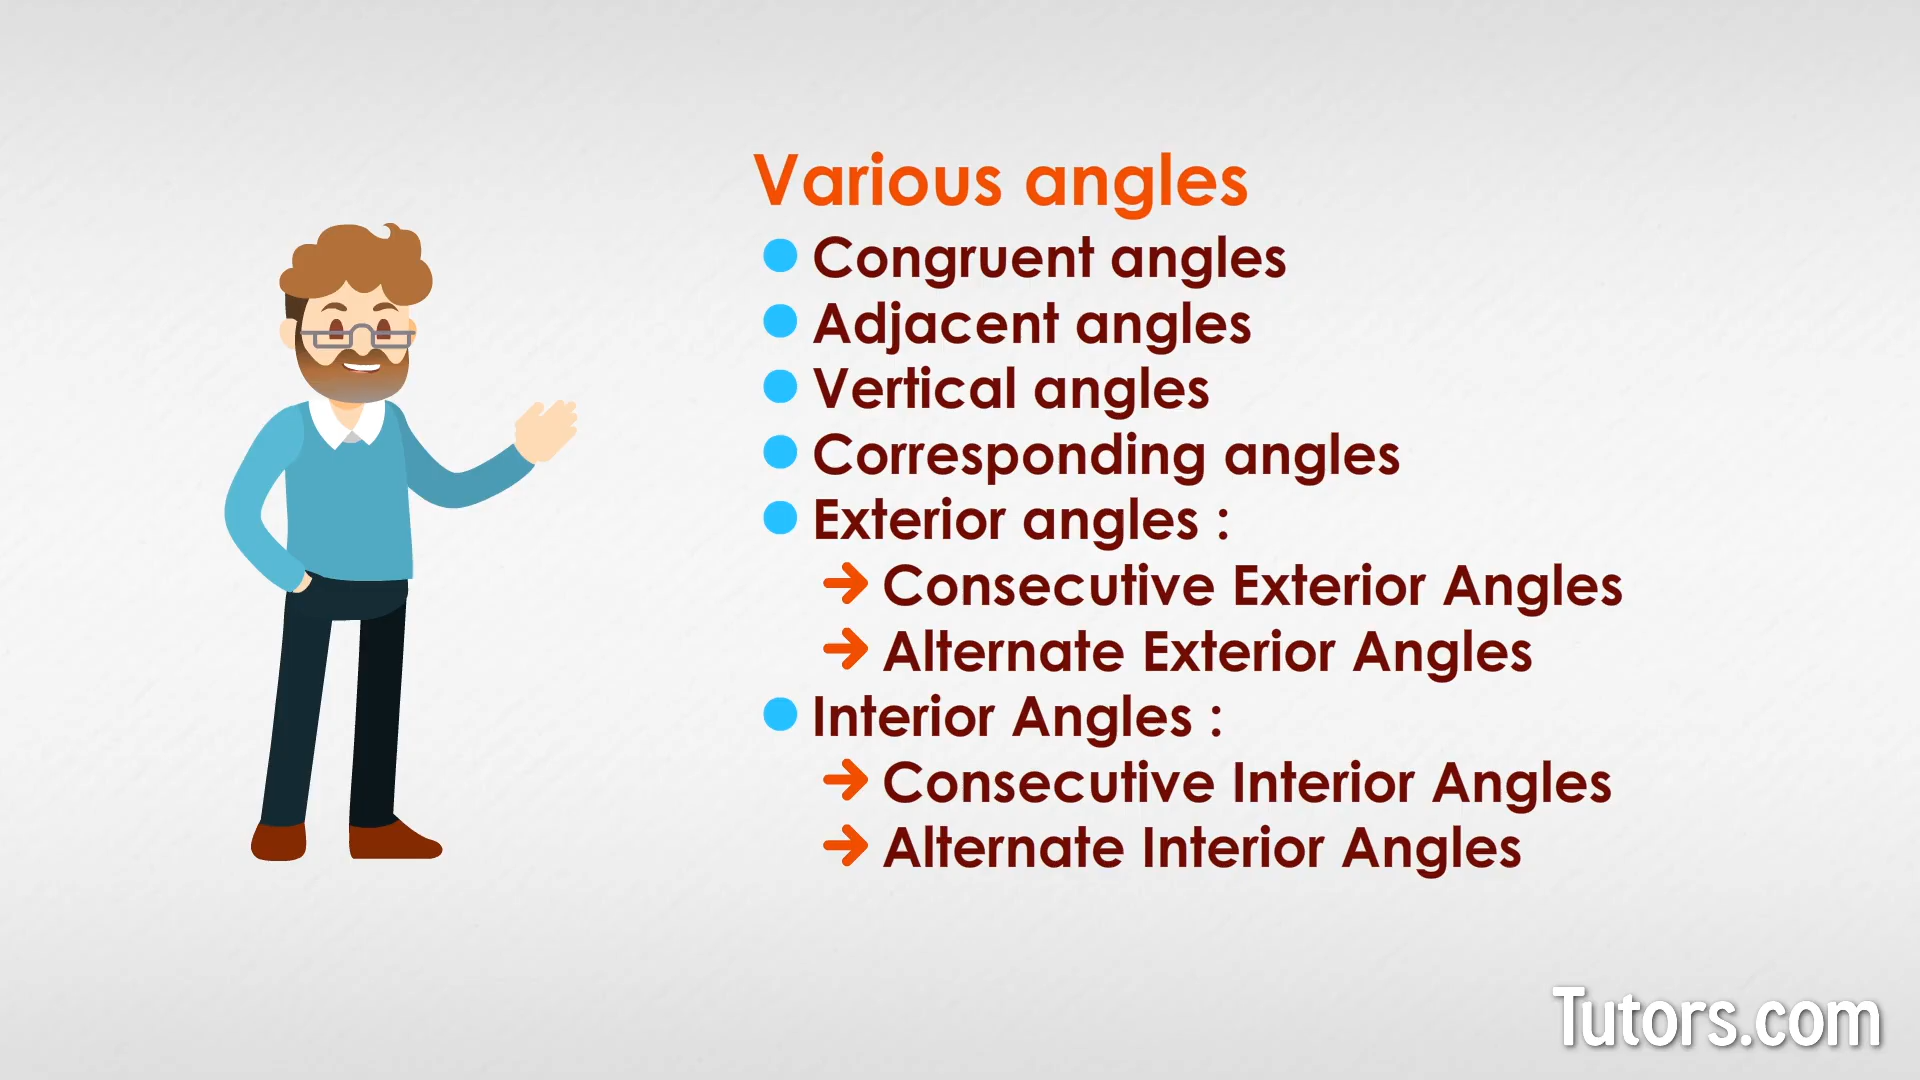 Various angles
Congruent angles
Adjacent angles
Vertical angles
Corresponding angles
Exterior angles :
Consecutive Exterior Angles
Alternate Exterior Angles
Interior Angles :
Consecutive Interior Angles
Alternate Interior Angles
Tutors.com